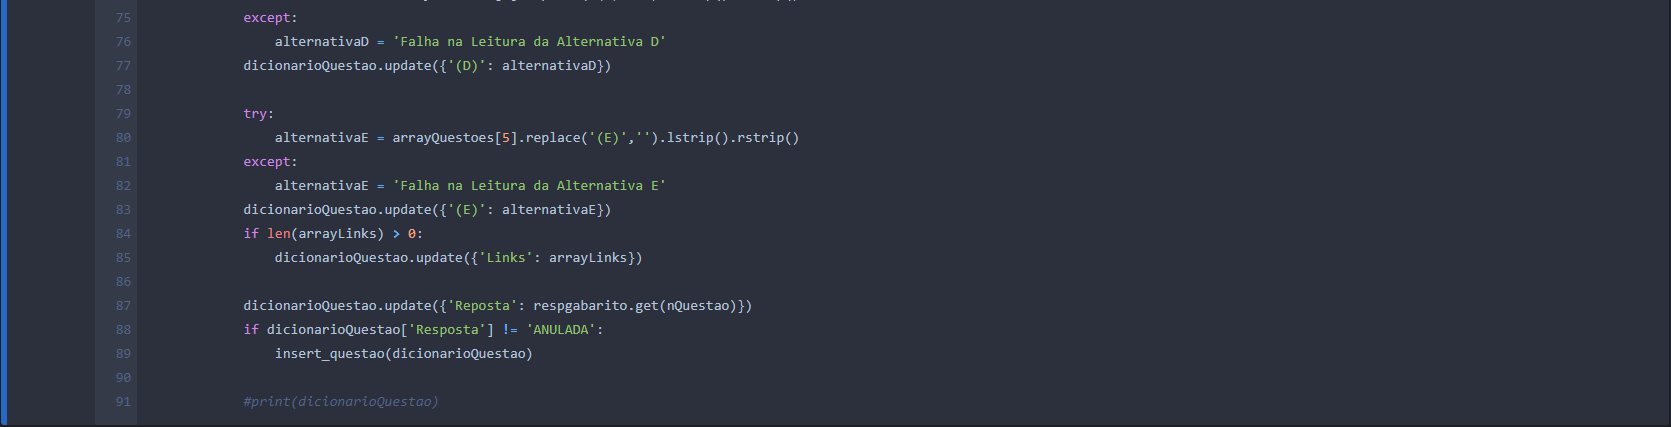 75 except:
76 alternativaD = 'Falha na Leitura da Alternativa D'
77 dicionarioQuestao.update({'(D)': alternativaD})
78
79 try:
80 alternativaE = arrayQuestoes[5].replace('(E)','').lstrip().rstrip()
81 except:
82 alternativaE = 'Falha na Leitura da Alternativa E'
83 dicionarioQuestao.update({'(E)': alternativaE})
84 if len(arrayLinks) > 0:
85 dicionarioQuestao.update({'Links': arrayLinks})
86
87 dicionarioQuestao.update({'Reposta': respgabarito.get(nQuestao)})
88 if dicionarioQuestao['Resposta'] != 'ANULADA':
89 insert_questao(dicionarioQuestao)
90
91 #print(dicionarioQuestao)